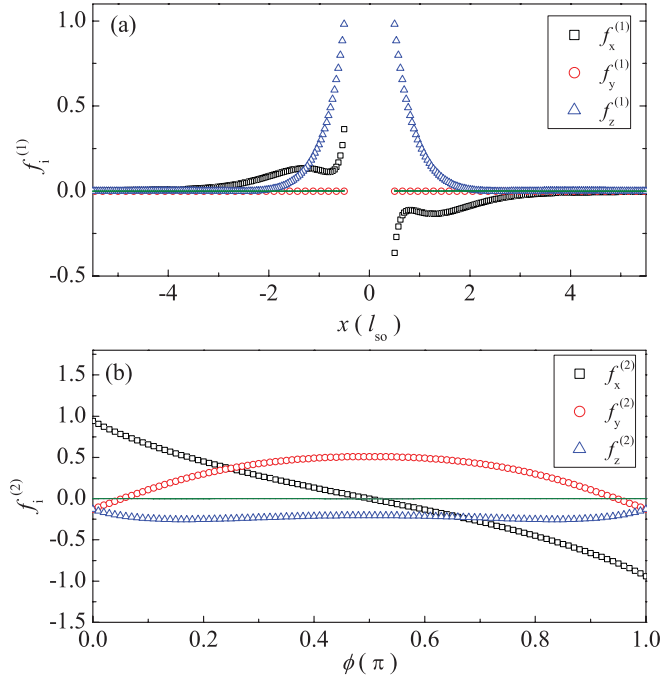 (a)
f_x^(1)
f_y^(1)
f_z^(1)
1.0
0.5
0.0
-0.5
f_i^(1)
-4 -2 0 2 4
x ( l_so )
(b)
f_x^(2)
f_y^(2)
f_z^(2)
1.5
1.0
0.5
0.0
-0.5
-1.0
-1.5
f_i^(2)
0.0 0.2 0.4 0.6 0.8 1.0
ϕ ( π )